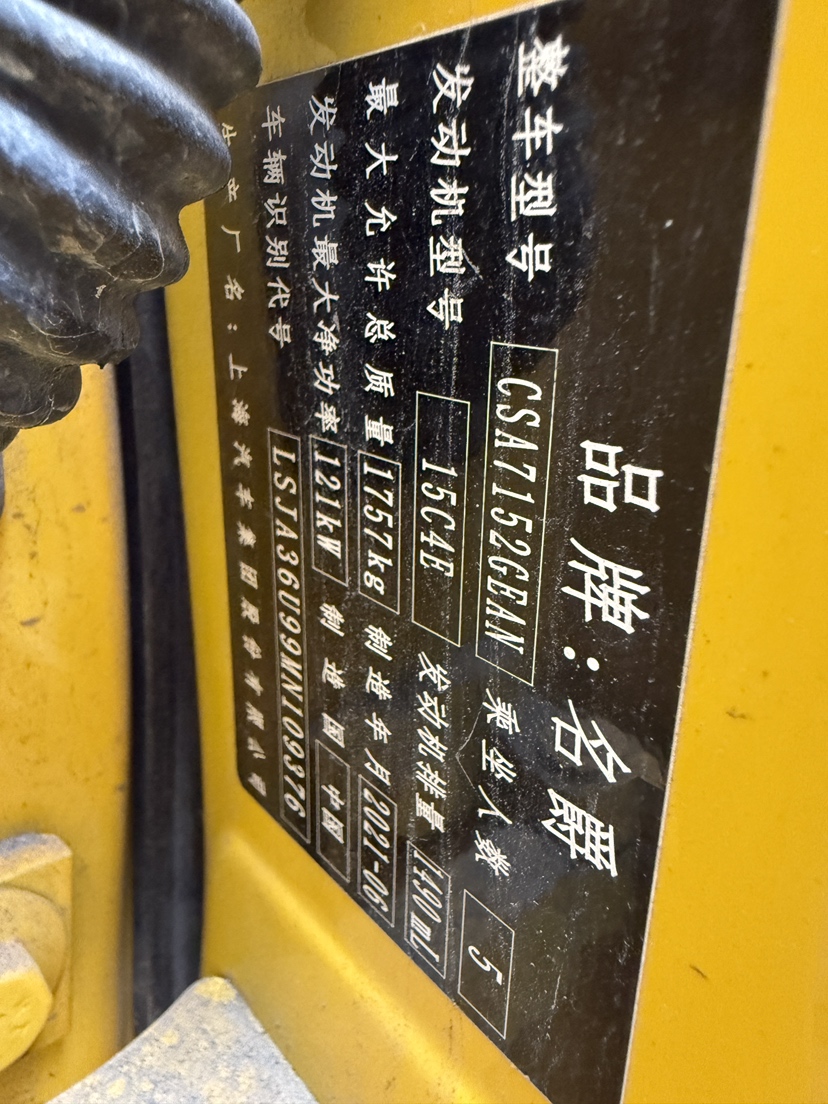 品牌：名爵
整车型号 CSA7152GEAN 乘坐人数 5
发动机型号 15C4E 发动机排量 1490mL
最大允许总质量 1757kg 制造年月 2021-06
发动机最大净功率 121kW 制造国 中国
车辆识别代号 LSJA36U99MN109376
生产厂名：上海汽车集团股份有限公司